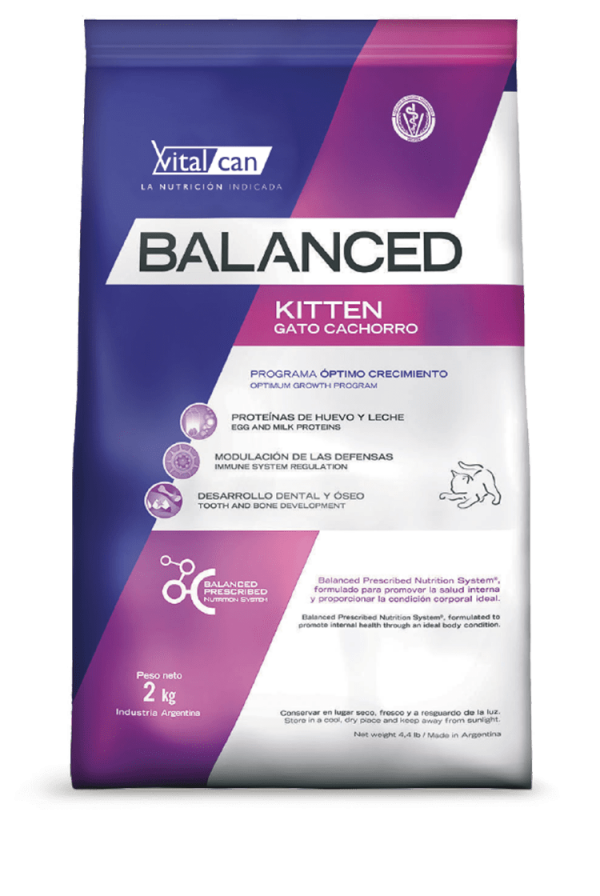 Vital can
LA NUTRICIÓN INDICADA
BALANCED
KITTEN
GATO CACHORRO
PROGRAMA ÓPTIMO CRECIMIENTO
OPTIMUM GROWTH PROGRAM
PROTEÍNAS DE HUEVO Y LECHE
EGG AND MILK PROTEINS
MODULACIÓN DE LAS DEFENSAS
IMMUNE SYSTEM REGULATION
DESARROLLO DENTAL Y ÓSEO
TOOTH AND BONE DEVELOPMENT
BALANCED
PRESCRIBED
NUTRITION SYSTEM
Balanced Prescribed Nutrition System®,
formulado para promover la salud interna
y proporcionar la condición corporal ideal.
Balanced Prescribed Nutrition System®, formulated to
promote internal health through an ideal body condition.
Peso neto
2 kg
Industria Argentina
Conservar en lugar seco, fresco y a resguardo de la luz.
Store in a cool, dry place and keep away from sunlight.
Net weight 4,4 lb / Made in Argentina